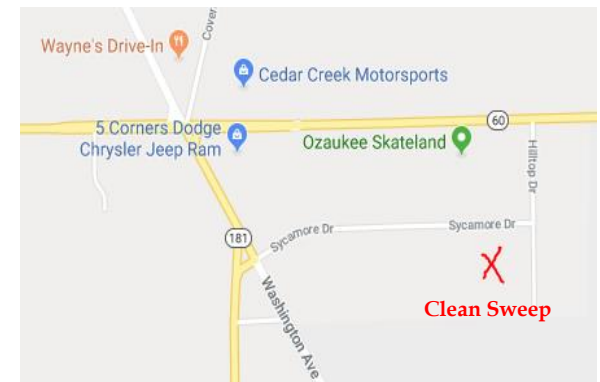 Cover
Wayne's Drive-In
Cedar Creek Motorsports
60
5 Corners Dodge
Chrysler Jeep Ram
Ozaukee Skateland
Hilltop Dr
Sycamore Dr
Sycamore Dr
181
Washington Ave
X
Clean Sweep